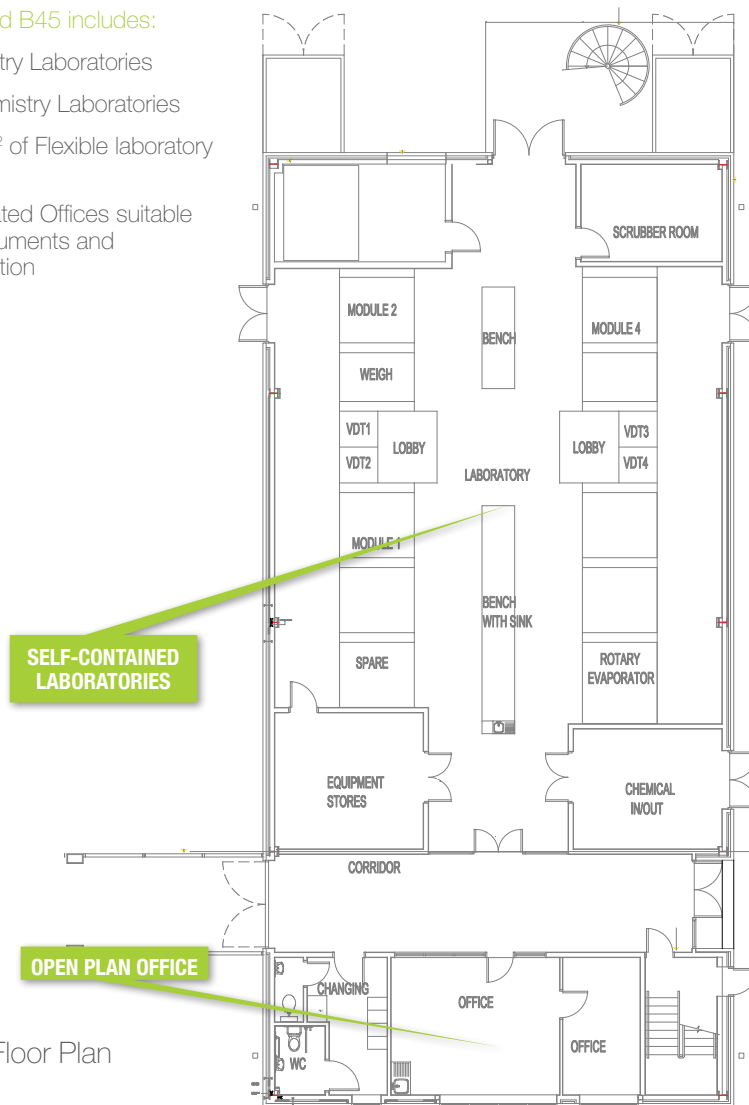 d B45 includes:
try Laboratories
mistry Laboratories
² of Flexible laboratory
ated Offices suitable
uments and
tion
SCRUBBER ROOM
MODULE 2
BENCH
MODULE 4
WEIGH
VDT1
LOBBY
VDT2
LOBBY
VDT3
VDT4
LABORATORY
MODULE 1
BENCH
WITH SINK
SELF-CONTAINED
LABORATORIES
SPARE
ROTARY
EVAPORATOR
EQUIPMENT
STORES
CHEMICAL
IN/OUT
CORRIDOR
OPEN PLAN OFFICE
CHANGING
OFFICE
OFFICE
WC
Floor Plan